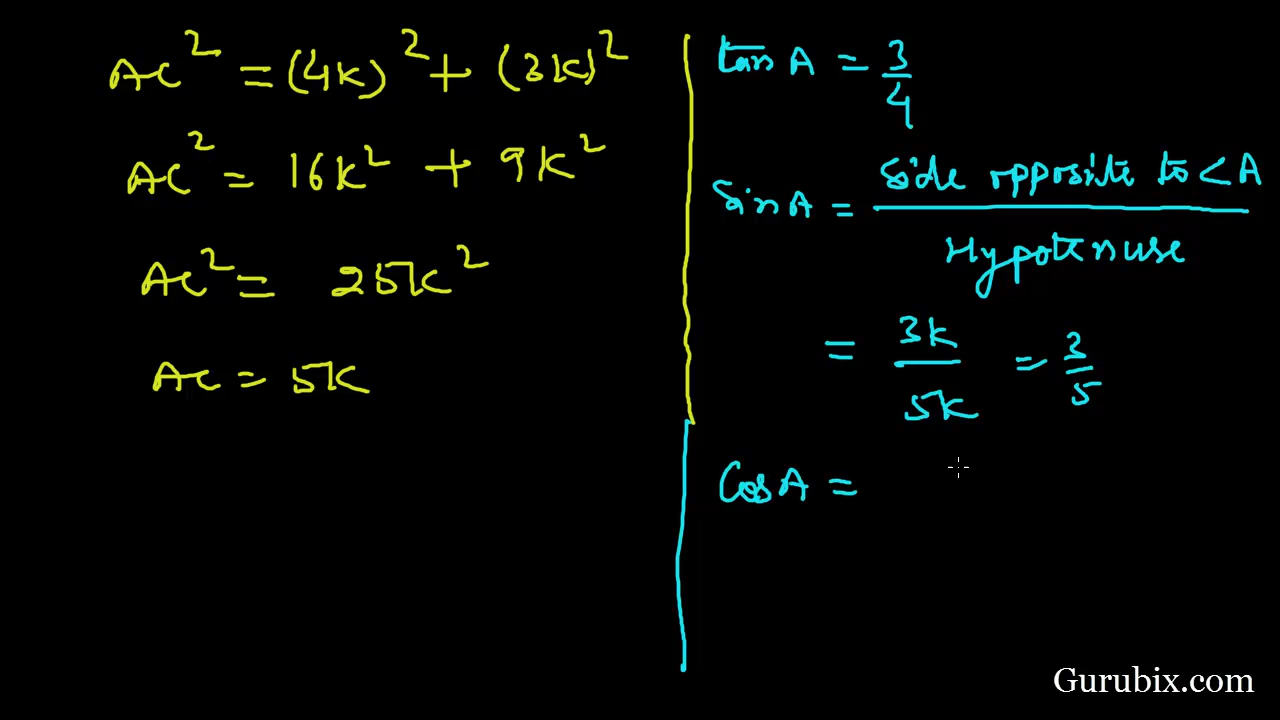 AC² = (4k)² + (3k)²
AC² = 16k² + 9k²
AC² = 25k²
AC = 5k
tan A = 3/4
Sin A = Side opposite to <A / Hypotenuse
= 3k/5k = 3/5
Cos A =
Gurubix.com